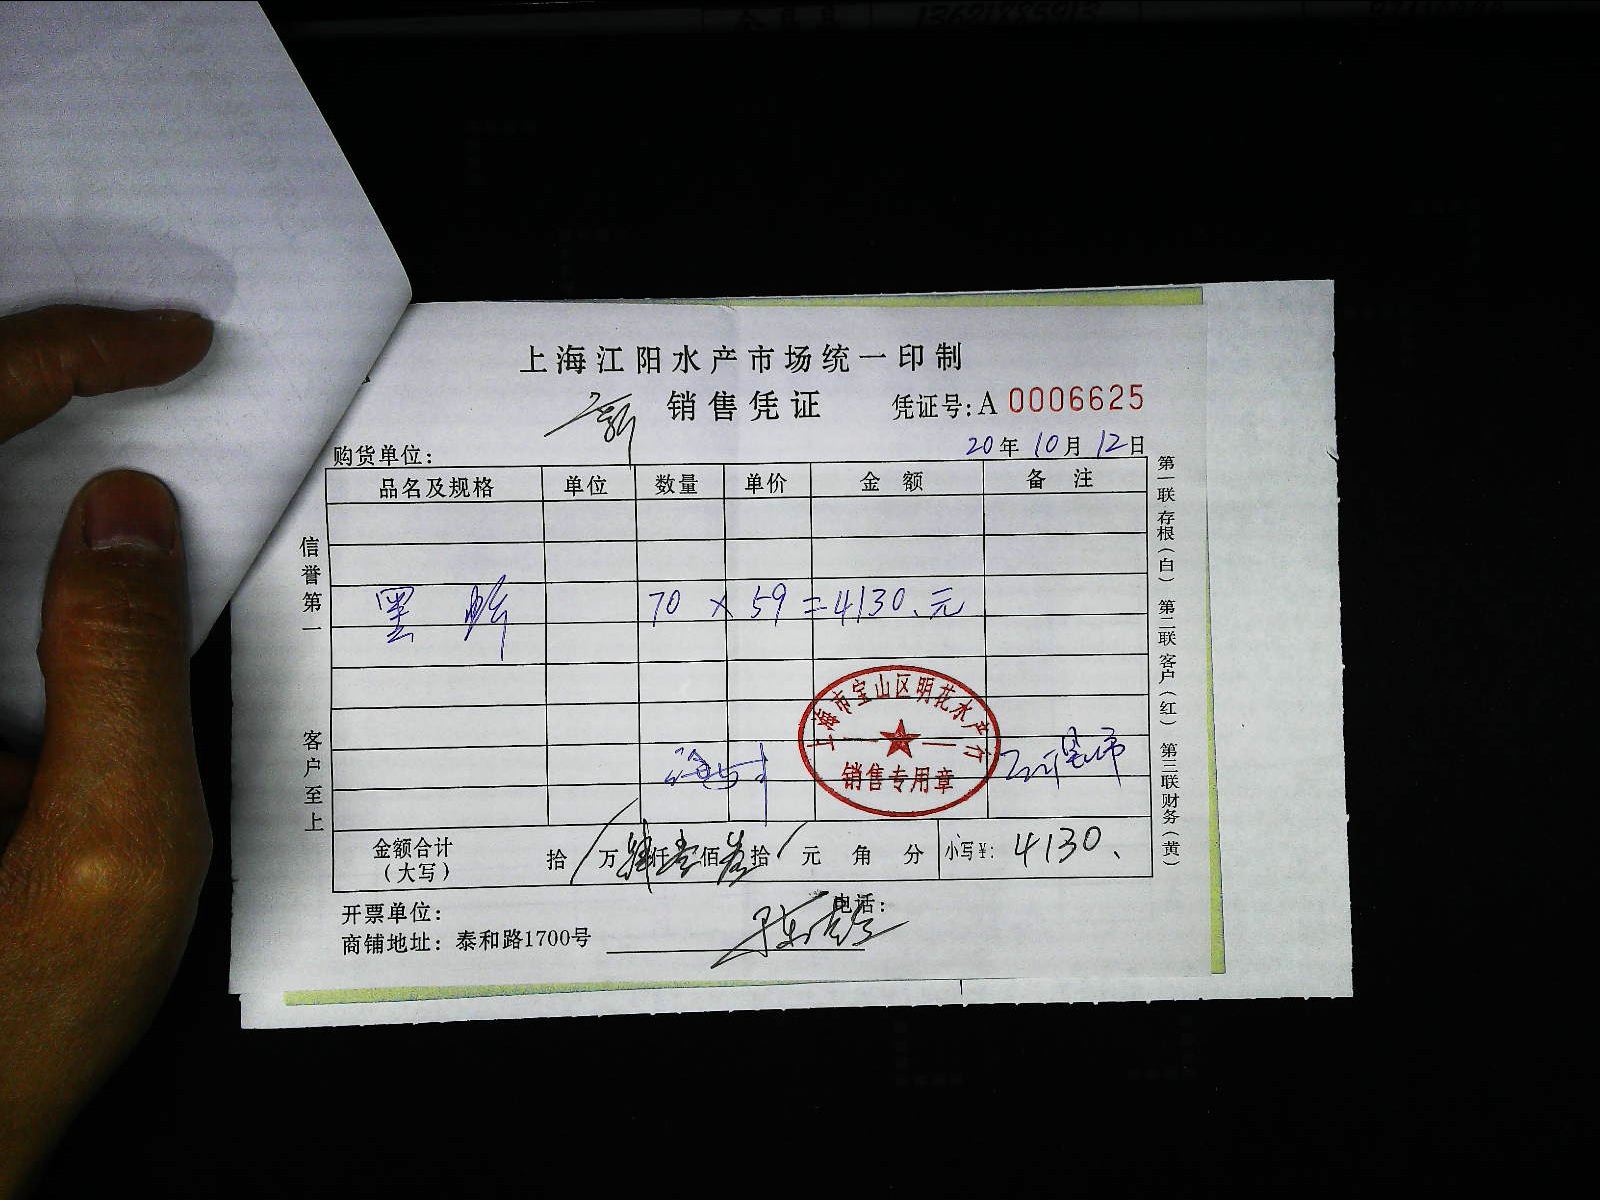 上海江阳水产市场统一印制
销售凭证
凭证号:A 0006625
购货单位:
20年10月12日
品名及规格 单位 数量 单价 金额 备注
黑虾 70 × 59 = 4130.元
上海市宝山区明花水产行
销售专用章
金额合计(大写) 拾 / 万 肆 仟 壹 佰 叁 拾 / 元 角 分 小写¥: 4130.
开票单位: 电话:
商铺地址: 泰和路1700号
信誉第一
客户至上
第一联存根(白) 第二联客户(红) 第三联财务(黄)